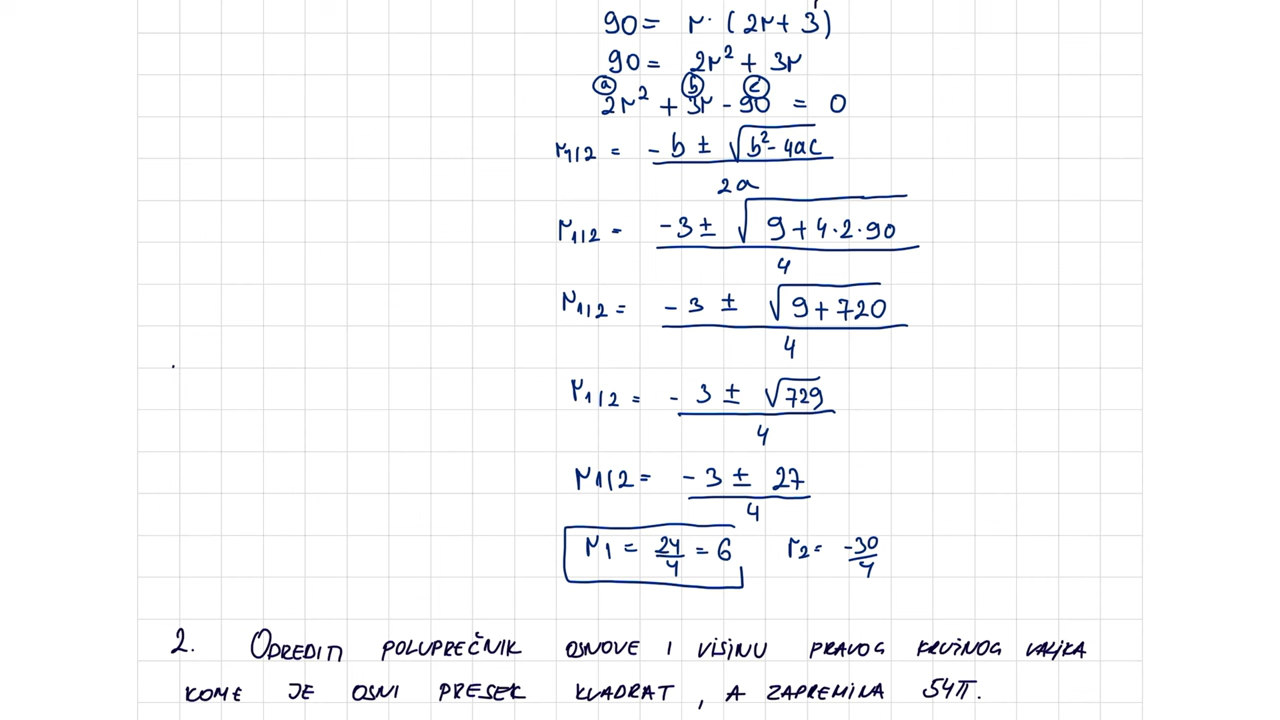 90 = r · (2r + 3)
90 = 2r² + 3r
a b c
2r² + 3r - 90 = 0
r1/2 = (-b ± √(b² - 4ac)) / 2a
r1/2 = (-3 ± √(9 + 4·2·90)) / 4
r1/2 = (-3 ± √(9 + 720)) / 4
r1/2 = (-3 ± √729) / 4
r1/2 = (-3 ± 27) / 4
r1 = 24/4 = 6 r2 = -30/4
2. ODREDITI POLUPREČNIK OSNOVE I VISINU PRAVOG KRUŽNOG VALJKA
KOME JE OSNI PRESEK KVADRAT, A ZAPREMINA 54π.